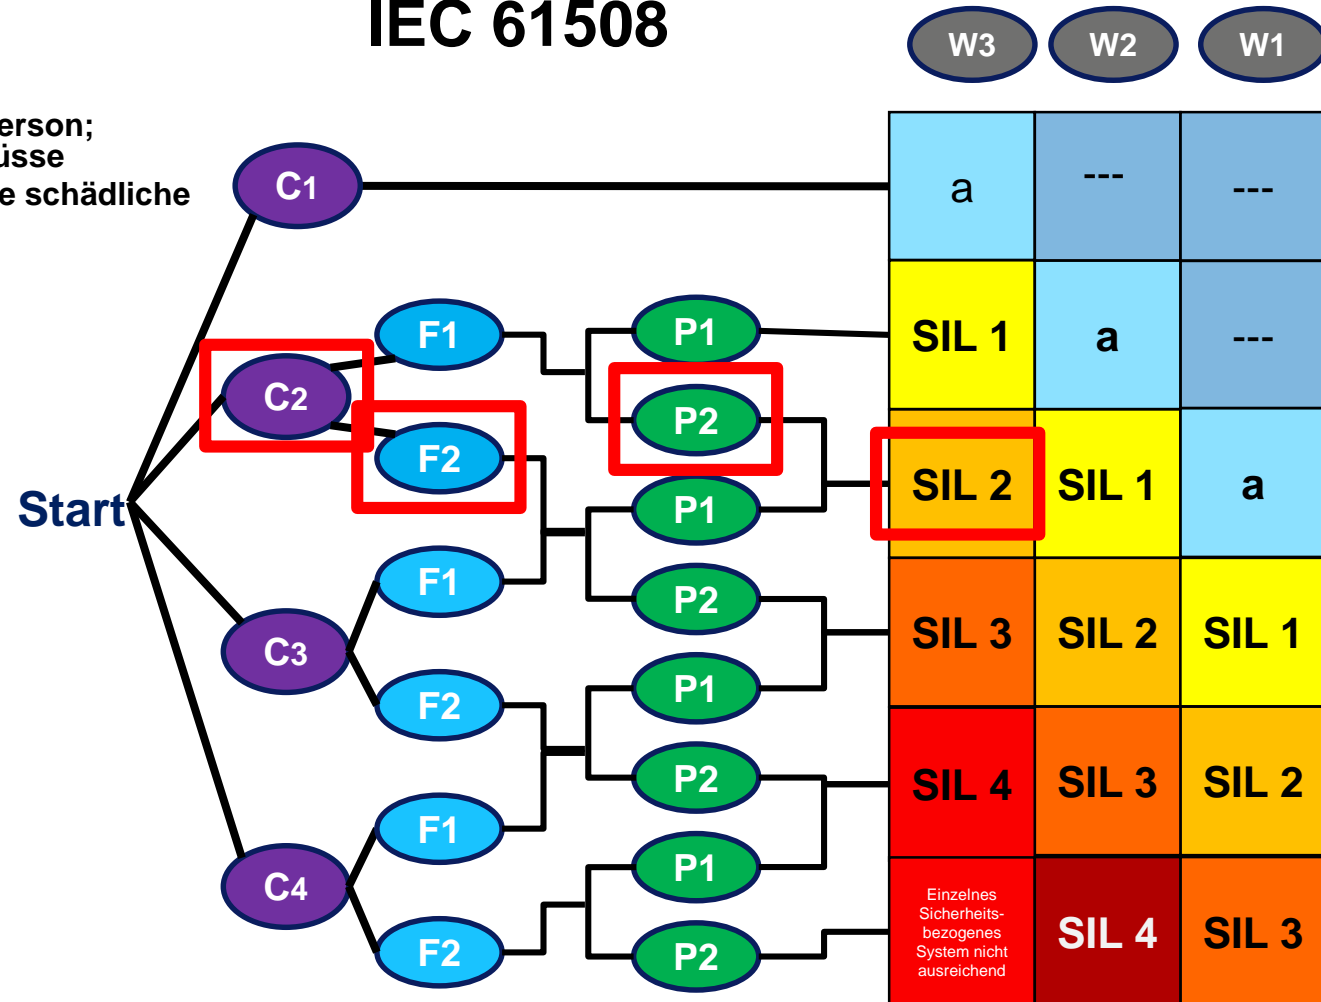 IEC 61508
W3 W2 W1
erson;
üsse
e schädliche
C1
a --- ---
F1 P1
SIL 1 a ---
C2
P2
F2
SIL 2 SIL 1 a
Start
P1
F1
P2
C3
SIL 3 SIL 2 SIL 1
F2
P1
P2
SIL 4 SIL 3 SIL 2
F1
P1
C4
F2
P2
Einzelnes
Sicherheits-
bezogenes
System nicht
ausreichend
SIL 4 SIL 3